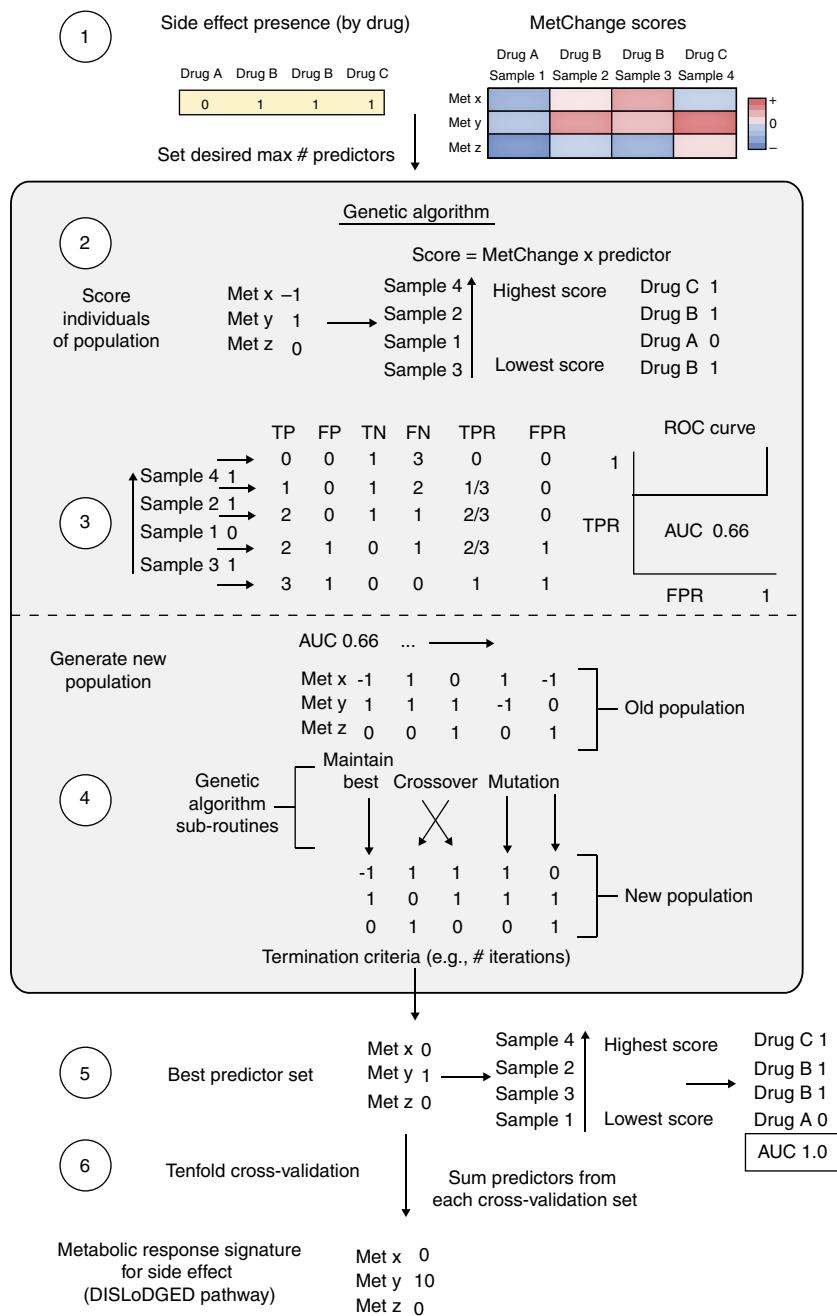 1
Side effect presence (by drug)
MetChange scores
Drug A Drug B Drug B Drug C
0 1 1 1
Drug A Drug B Drug B Drug C
Sample 1 Sample 2 Sample 3 Sample 4
Met x
Met y
Met z
+
0
–
Set desired max # predictors
Genetic algorithm
2
Score
individuals
of population
Score = MetChange x predictor
Met x –1
Met y 1
Met z 0
Sample 4
Sample 2
Sample 1
Sample 3
Highest score
Lowest score
Drug C 1
Drug B 1
Drug A 0
Drug B 1
3
TP FP TN FN TPR FPR
0 0 1 3 0 0
Sample 4 1
1 0 1 2 1/3 0
Sample 2 1
2 0 1 1 2/3 0
Sample 1 0
2 1 0 1 2/3 1
Sample 3 1
3 1 0 0 1 1
ROC curve
1
TPR
AUC 0.66
FPR 1
Generate new
population
AUC 0.66 ...
Met x -1 1 0 1 -1
Met y 1 1 1 -1 0
Met z 0 0 1 0 1
Old population
4
Genetic
algorithm
sub-routines
Maintain
best Crossover Mutation
-1 1 1 1 0
1 0 1 1 1
0 1 0 0 1
New population
Termination criteria (e.g., # iterations)
5
Best predictor set
Met x 0
Met y 1
Met z 0
Sample 4
Sample 2
Sample 3
Sample 1
Highest score
Lowest score
Drug C 1
Drug B 1
Drug B 1
Drug A 0
AUC 1.0
6
Tenfold cross-validation
Sum predictors from
each cross-validation set
Metabolic response signature
for side effect
(DISLoDGED pathway)
Met x 0
Met y 10
Met z 0